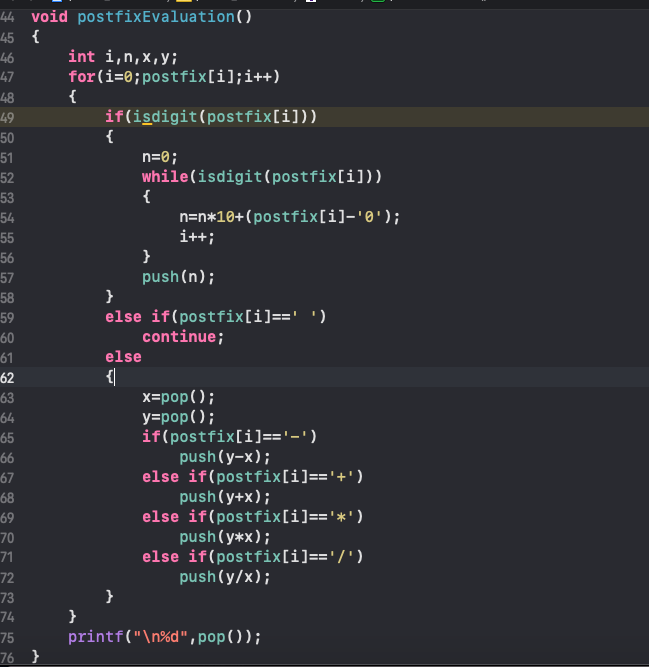 44 void postfixEvaluation()
45 {
46     int i,n,x,y;
47     for(i=0;postfix[i];i++)
48     {
49         if(isdigit(postfix[i]))
50         {
51             n=0;
52             while(isdigit(postfix[i]))
53             {
54                 n=n*10+(postfix[i]-'0');
55                 i++;
56             }
57             push(n);
58         }
59         else if(postfix[i]==' ')
60             continue;
61         else
62         {
63             x=pop();
64             y=pop();
65             if(postfix[i]=='-')
66                 push(y-x);
67             else if(postfix[i]=='+')
68                 push(y+x);
69             else if(postfix[i]=='*')
70                 push(y*x);
71             else if(postfix[i]=='/')
72                 push(y/x);
73         }
74     }
75     printf("\n%d",pop());
76 }